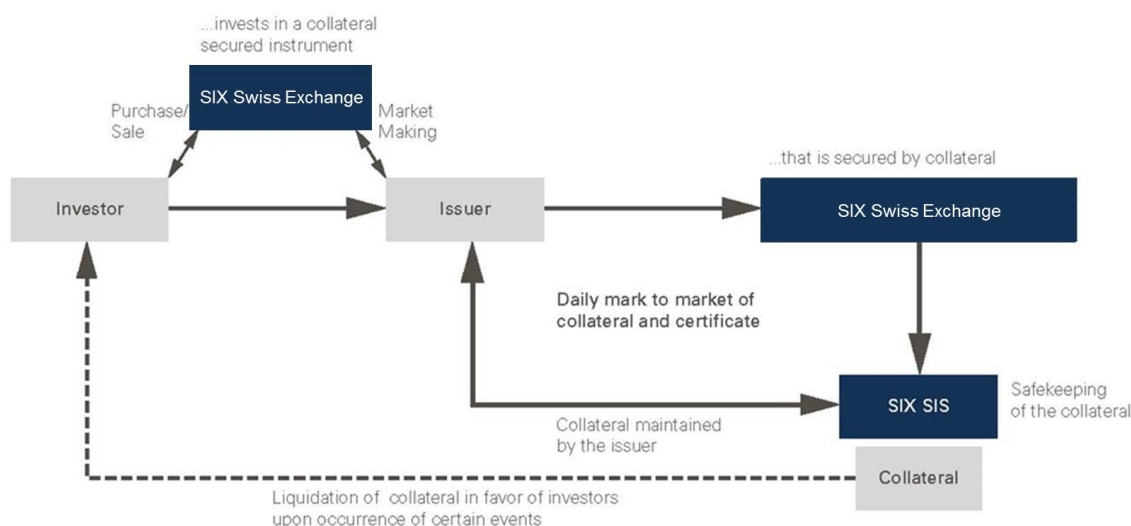 ...invests in a collateral
secured instrument
SIX Swiss Exchange
Purchase/
Sale
Market
Making
...that is secured by collateral
Investor
Issuer
SIX Swiss Exchange
Daily mark to market of
collateral and certificate
SIX SIS
Safekeeping
of the collateral
Collateral maintained
by the issuer
Collateral
Liquidation of collateral in favor of investors
upon occurrence of certain events